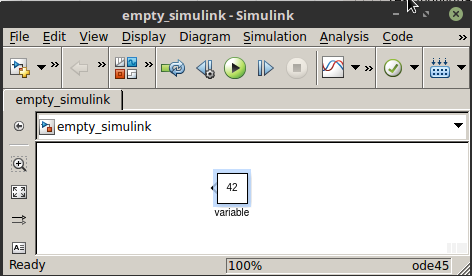 empty_simulink - Simulink
File Edit View Display Diagram Simulation Analysis Code »
» » »
empty_simulink
empty_simulink
42
variable
Ready 100% ode45